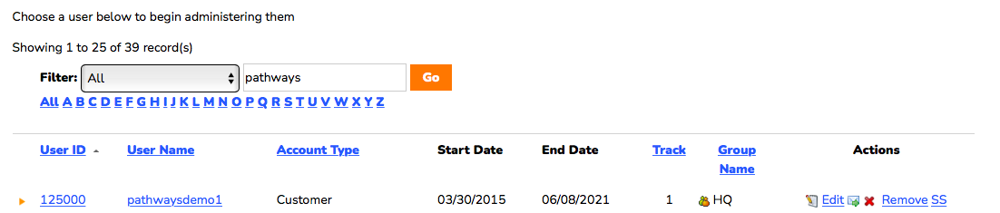 Choose a user below to begin administering them
Showing 1 to 25 of 39 record(s)
Filter: All pathways Go
All A B C D E F G H I J K L M N O P Q R S T U V W X Y Z
User ID User Name Account Type Start Date End Date Track Group Name Actions
125000 pathwaysdemo1 Customer 03/30/2015 06/08/2021 1 HQ Edit Remove SS